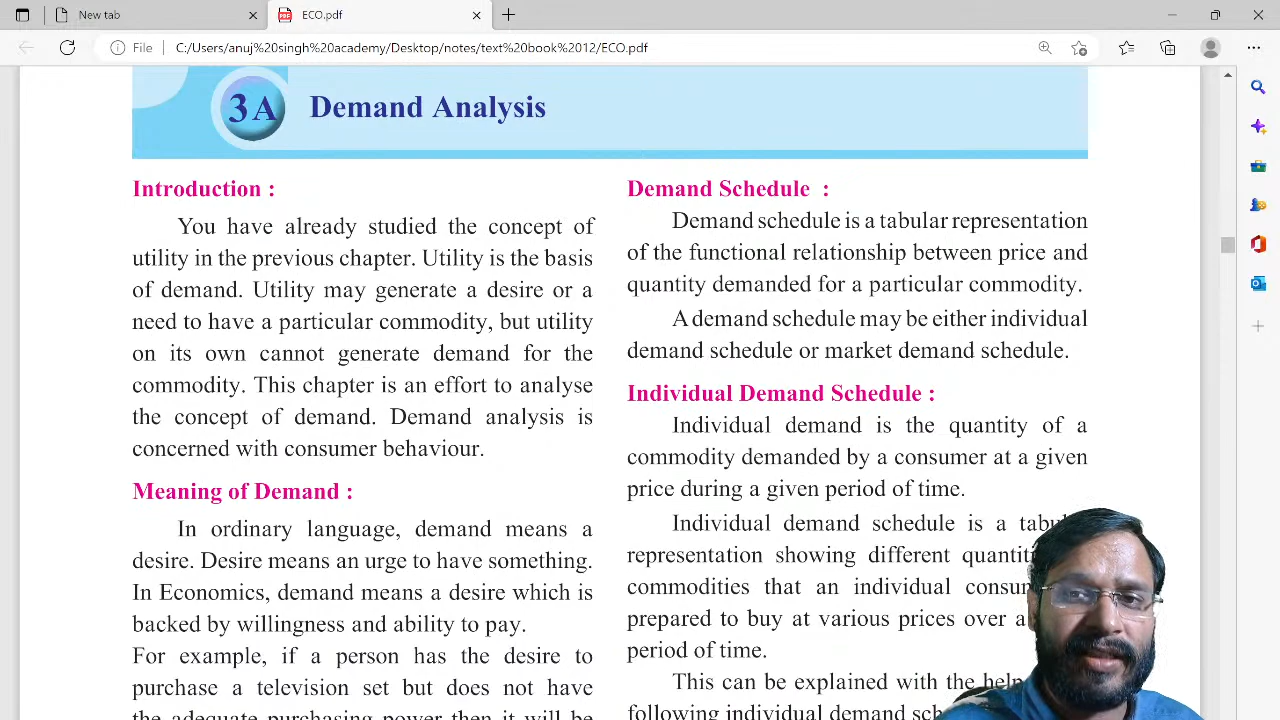 New tab
ECO.pdf
File
C:/Users/anuj%20singh%20academy/Desktop/notes/text%20book%2012/ECO.pdf
3A Demand Analysis
Introduction :
You have already studied the concept of
utility in the previous chapter. Utility is the basis
of demand. Utility may generate a desire or a
need to have a particular commodity, but utility
on its own cannot generate demand for the
commodity. This chapter is an effort to analyse
the concept of demand. Demand analysis is
concerned with consumer behaviour.
Meaning of Demand :
In ordinary language, demand means a
desire. Desire means an urge to have something.
In Economics, demand means a desire which is
backed by willingness and ability to pay.
For example, if a person has the desire to
purchase a television set but does not have
the adequate purchasing power then it will be
Demand Schedule :
Demand schedule is a tabular representation
of the functional relationship between price and
quantity demanded for a particular commodity.
A demand schedule may be either individual
demand schedule or market demand schedule.
Individual Demand Schedule :
Individual demand is the quantity of a
commodity demanded by a consumer at a given
price during a given period of time.
Individual demand schedule is a
representation showing different
commodities that an individual
prepared to buy at various prices over a
period of time.
This can be explained with the help
following individual demand